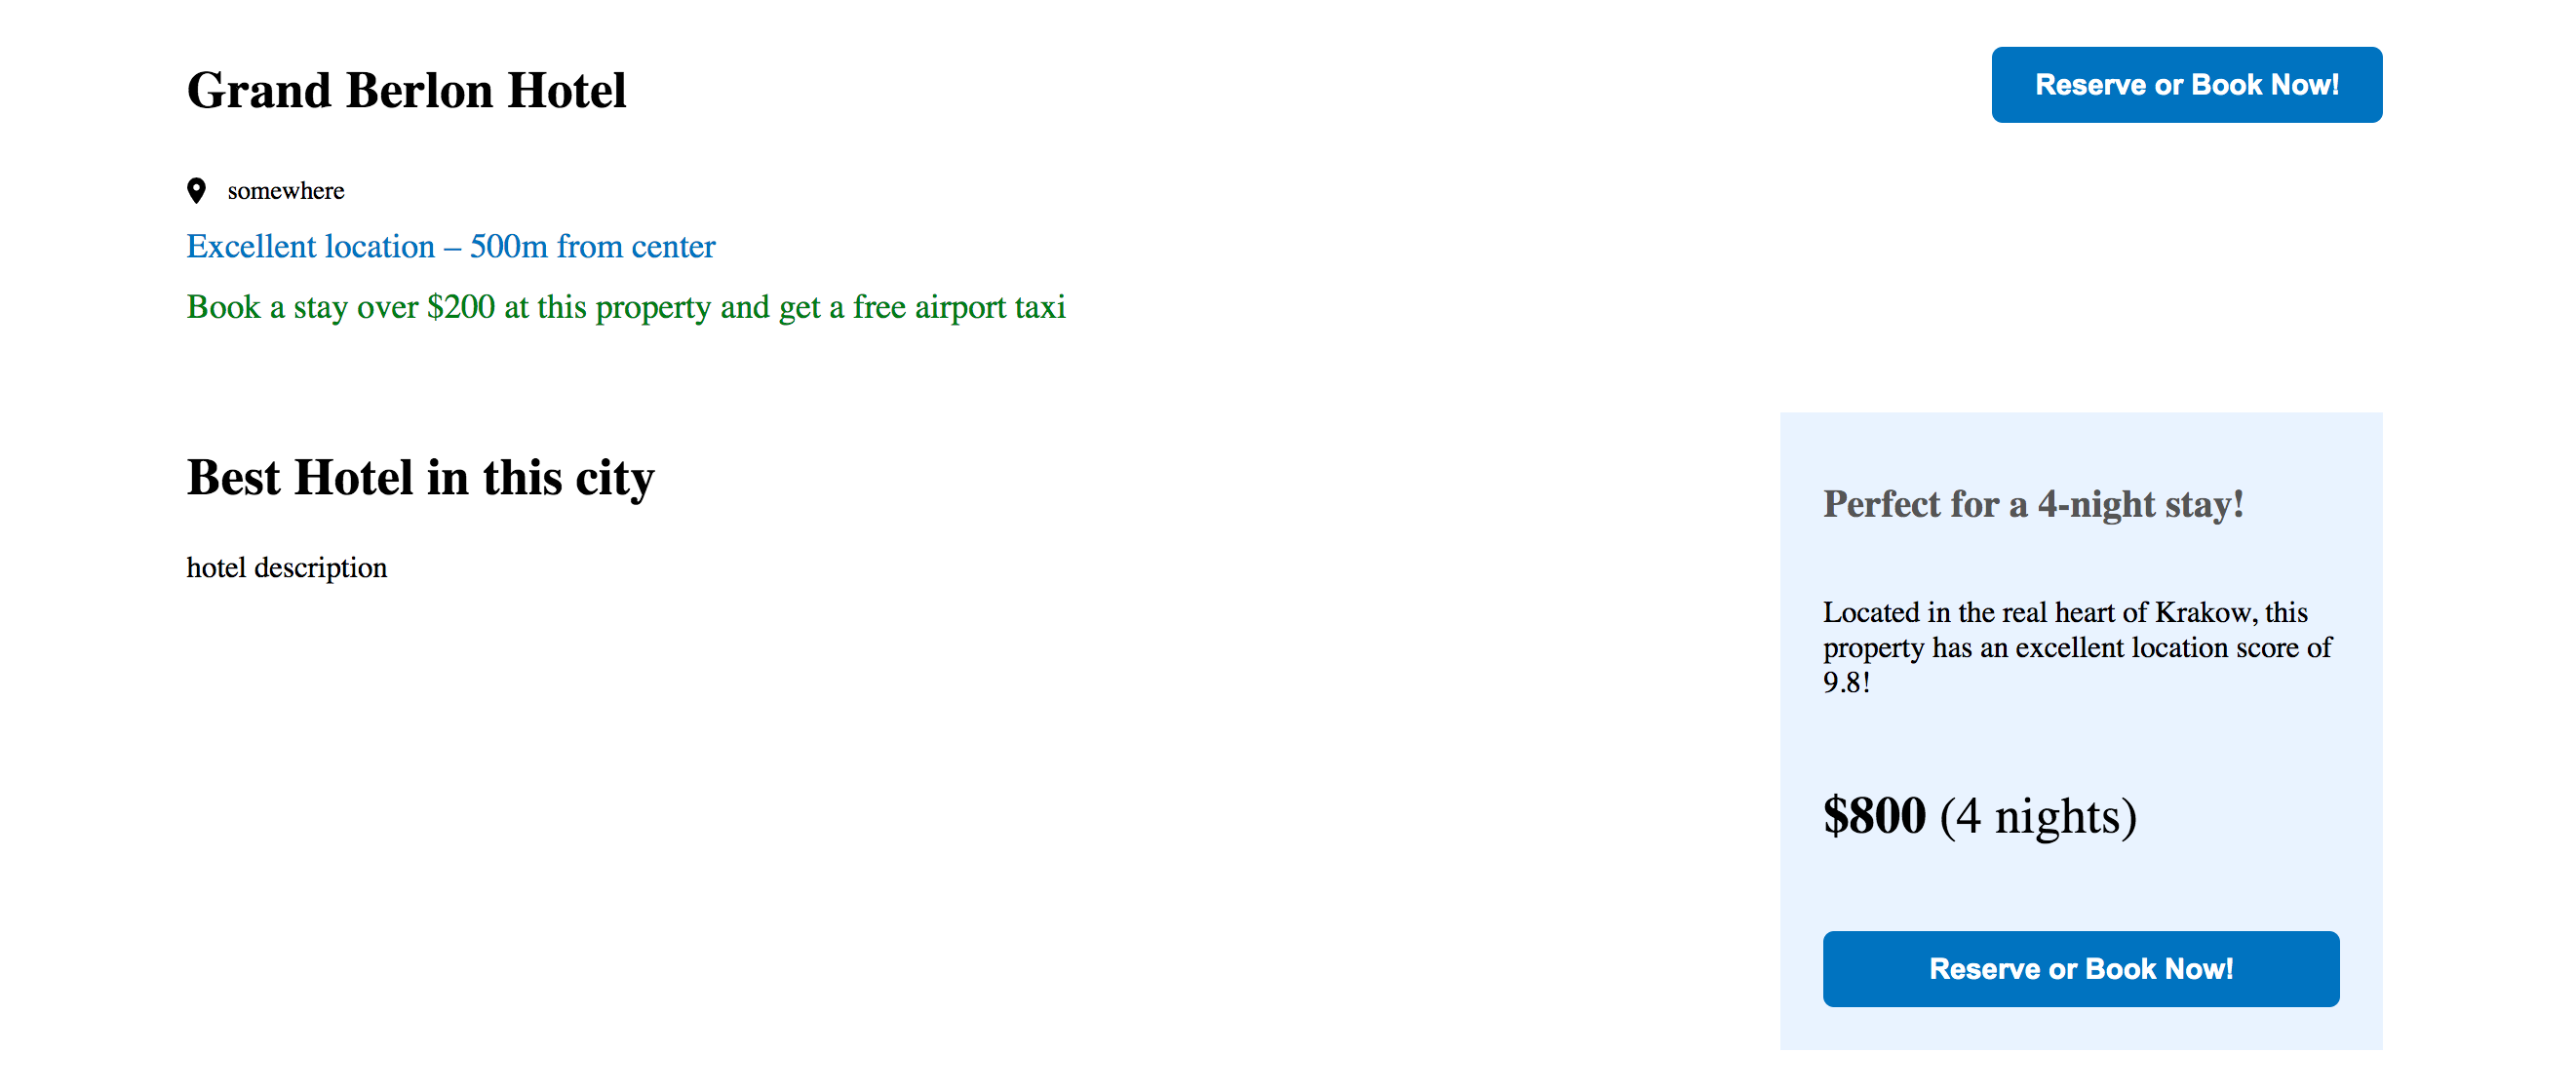 Grand Berlon Hotel
Reserve or Book Now!
somewhere
Excellent location – 500m from center
Book a stay over $200 at this property and get a free airport taxi
Best Hotel in this city
hotel description
Perfect for a 4-night stay!
Located in the real heart of Krakow, this
property has an excellent location score of
9.8!
$800 (4 nights)
Reserve or Book Now!